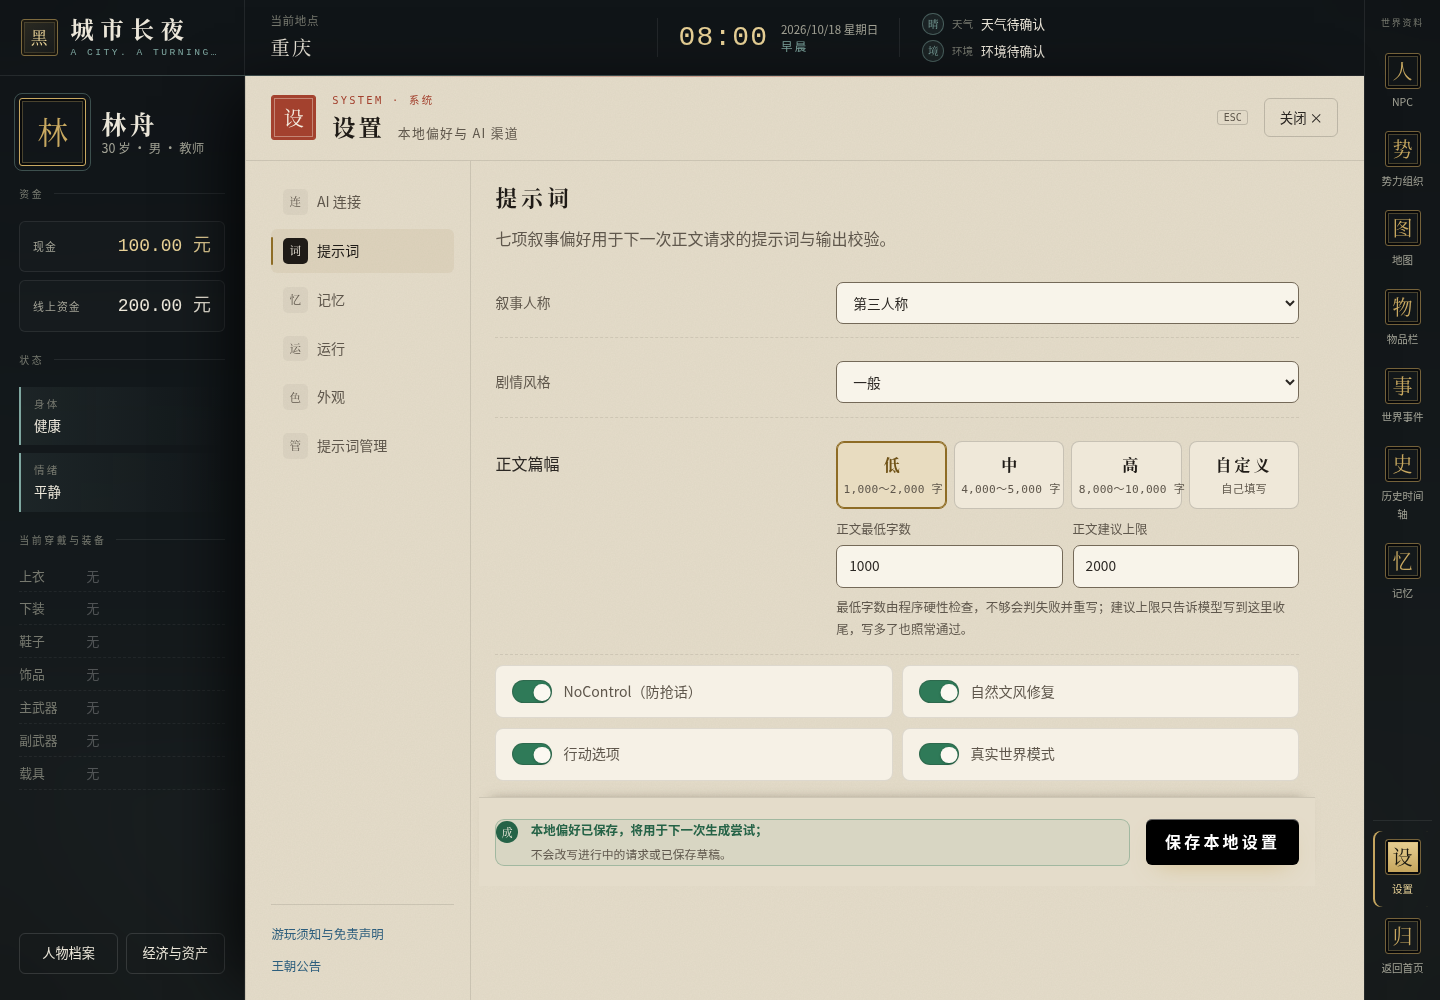 黑
城市长夜
A CITY. A TURNING…
当前地点
重庆
08:00
2026/10/18 星期日
早晨
晴 天气 天气待确认
境 环境 环境待确认
林
林舟
30 岁 · 男 · 教师
资金
现金 100.00 元
线上资金 200.00 元
状态
身体
健康
情绪
平静
当前穿戴与装备
上衣 无
下装 无
鞋子 无
饰品 无
主武器 无
副武器 无
载具 无
人物档案
经济与资产
设
SYSTEM · 系统
设置 本地偏好与 AI 渠道
ESC
关闭 ×
连 AI 连接
词 提示词
忆 记忆
运 运行
色 外观
管 提示词管理
游玩须知与免责声明
王朝公告
提示词
七项叙事偏好用于下一次正文请求的提示词与输出校验。
叙事人称 第三人称
剧情风格 一般
正文篇幅
低
1,000～2,000 字
中
4,000～5,000 字
高
8,000～10,000 字
自定义
自己填写
正文最低字数
1000
正文建议上限
2000
最低字数由程序硬性检查，不够会判失败并重写；建议上限只告诉模型写到这里收
尾，写多了也照常通过。
NoControl（防抢话）
自然文风修复
行动选项
真实世界模式
成
本地偏好已保存，将用于下一次生成尝试；
不会改写进行中的请求或已保存草稿。
保存本地设置
世界资料
人
NPC
势
势力组织
图
地图
物
物品栏
事
世界事件
史
历史时间
轴
忆
记忆
设
设置
归
返回首页